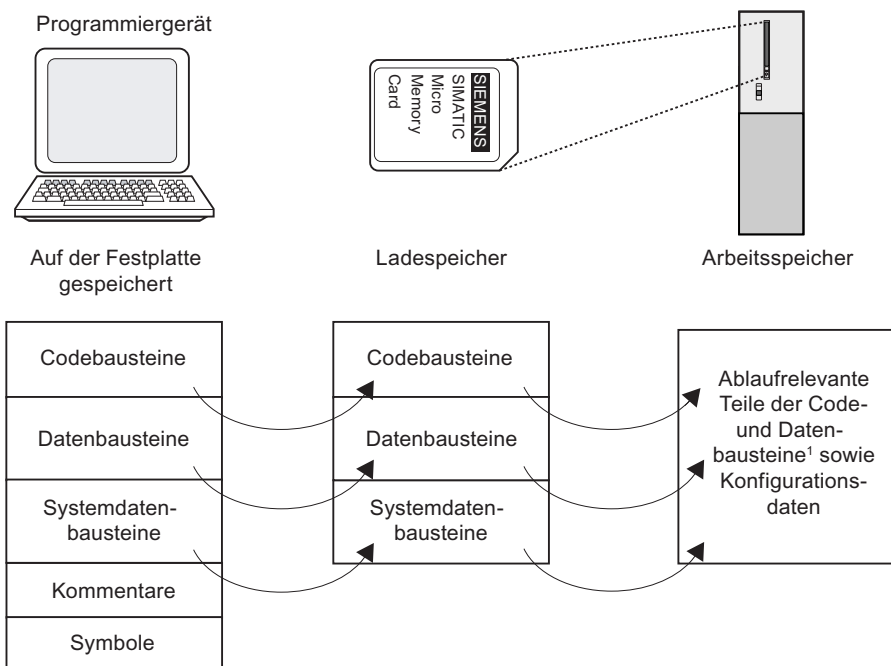 Programmiergerät
SIEMENS
SIMATIC
Micro
Memory
Card
Auf der Festplatte
gespeichert
Ladespeicher
Arbeitsspeicher
Codebausteine
Datenbausteine
Systemdaten-
bausteine
Kommentare
Symbole
Codebausteine
Datenbausteine
Systemdaten-
bausteine
Ablaufrelevante
Teile der Code-
und Daten-
bausteine¹ sowie
Konfigurations-
daten